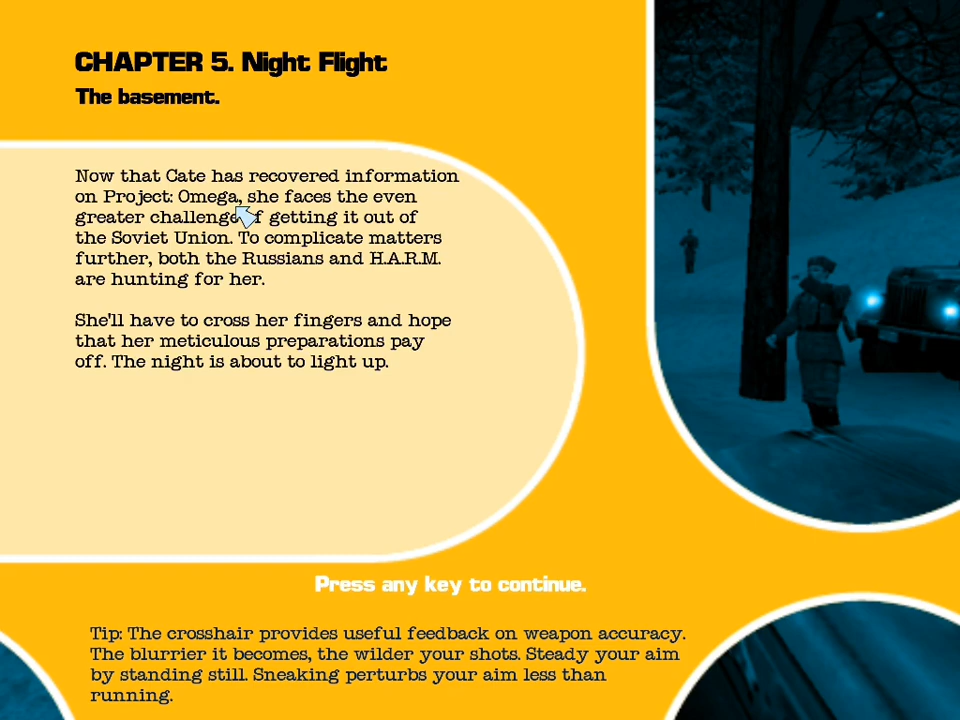 CHAPTER 5. Night Flight
The basement.
Now that Cate has recovered information
on Project: Omega, she faces the even
greater challenge of getting it out of
the Soviet Union. To complicate matters
further, both the Russians and H.A.R.M.
are hunting for her.
She'll have to cross her fingers and hope
that her meticulous preparations pay
off. The night is about to light up.
Press any key to continue.
Tip: The crosshair provides useful feedback on weapon accuracy.
The blurrier it becomes, the wilder your shots. Steady your aim
by standing still. Sneaking perturbs your aim less than
running.